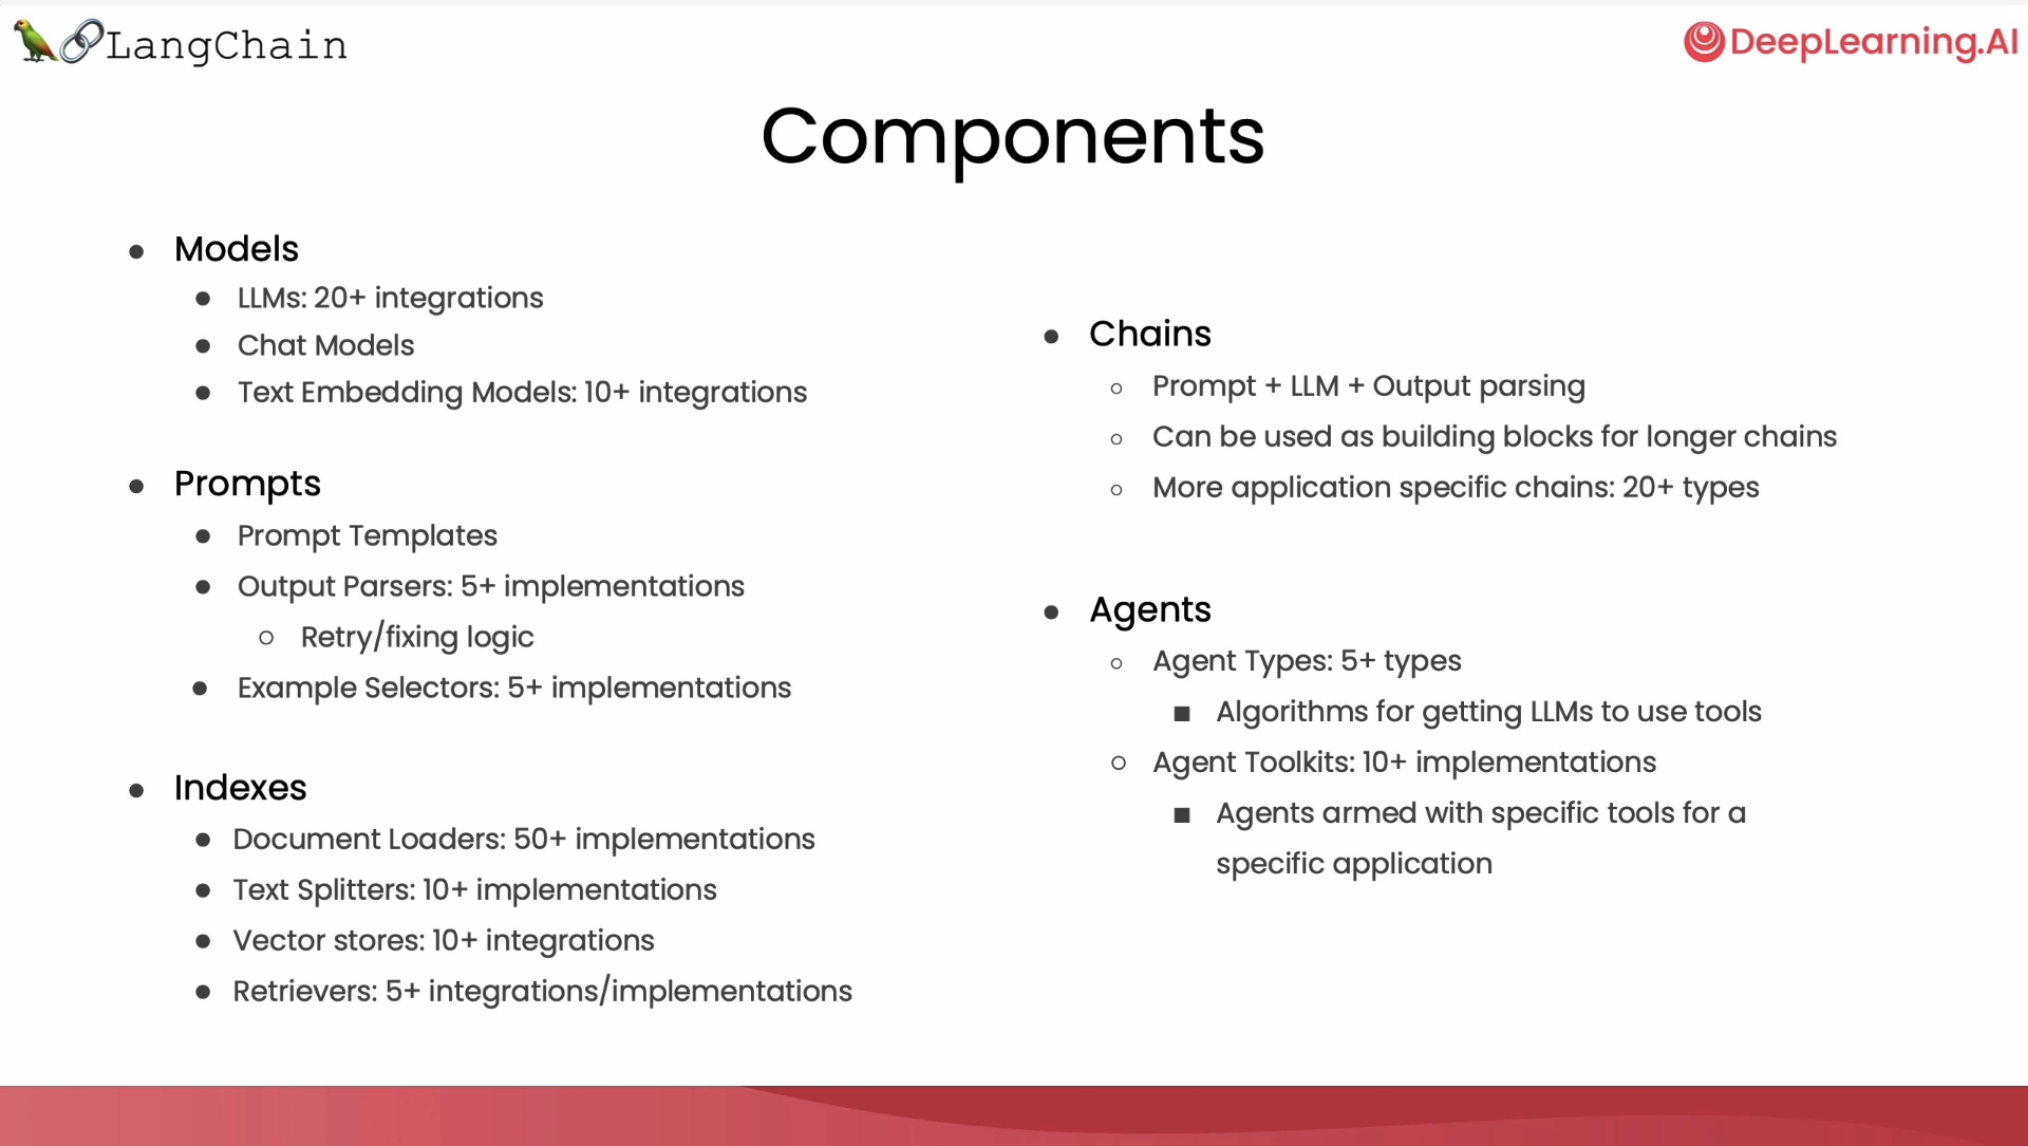 LangChain
DeepLearning.AI
Components
Models
LLMs: 20+ integrations
Chat Models
Text Embedding Models: 10+ integrations
Prompts
Prompt Templates
Output Parsers: 5+ implementations
Retry/fixing logic
Example Selectors: 5+ implementations
Indexes
Document Loaders: 50+ implementations
Text Splitters: 10+ implementations
Vector stores: 10+ integrations
Retrievers: 5+ integrations/implementations
Chains
Prompt + LLM + Output parsing
Can be used as building blocks for longer chains
More application specific chains: 20+ types
Agents
Agent Types: 5+ types
Algorithms for getting LLMs to use tools
Agent Toolkits: 10+ implementations
Agents armed with specific tools for a
specific application